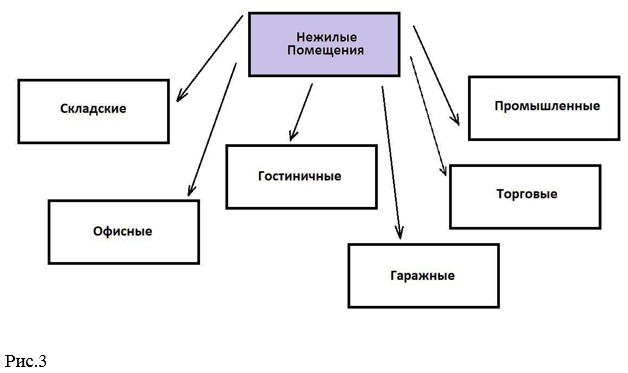 Нежилые
Помещения
Складские
Промышленные
Гостиничные
Торговые
Офисные
Гаражные
Рис.3